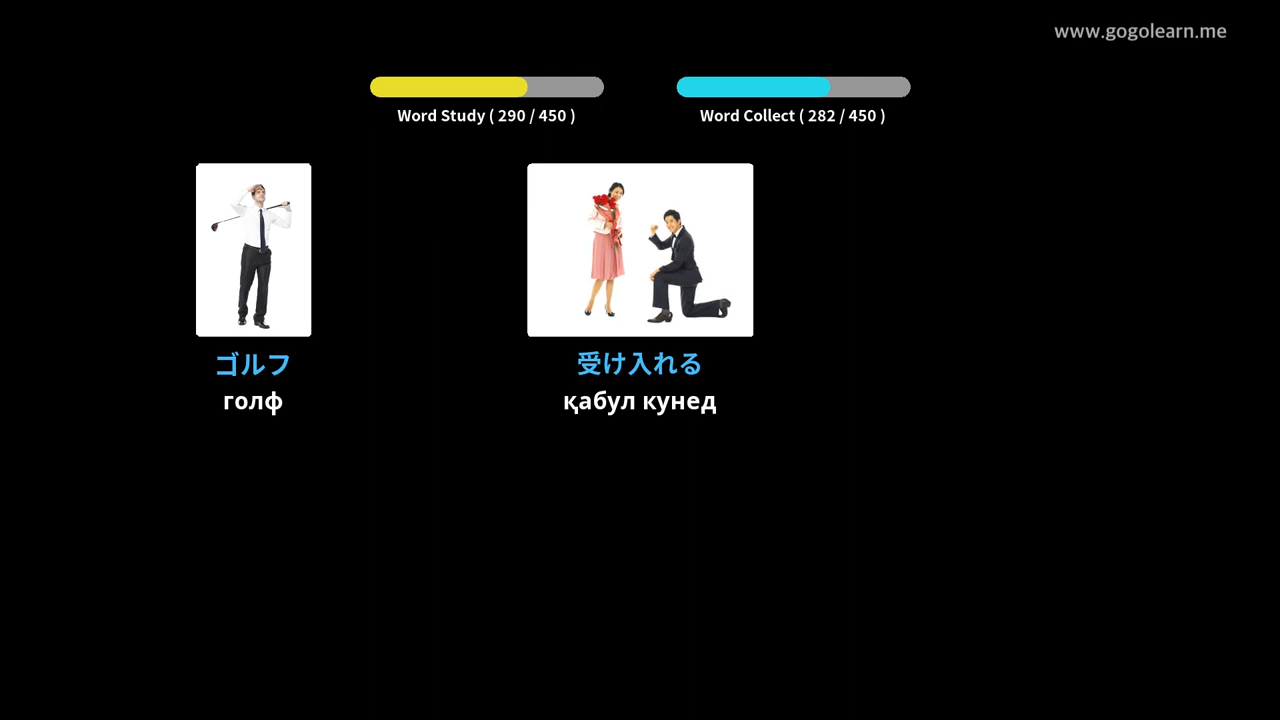 www.gogolearn.me
Word Study ( 290 / 450 )
Word Collect ( 282 / 450 )
ゴルフ
голф
受け入れる
қабул кунед